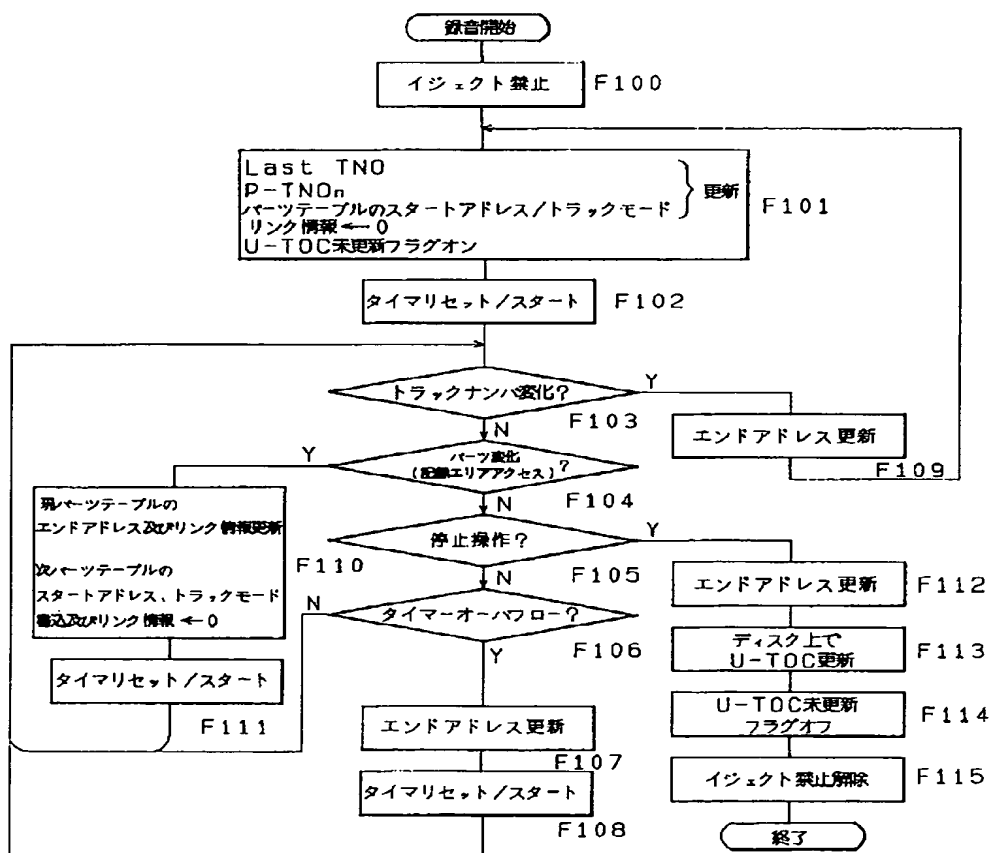 録音開始
イジェクト禁止 F100
Last TNO
P-TNOn
パーツテーブルのスタートアドレス/トラックモード
} 更新
リンク情報←0
U-TOC未更新フラグオン
F101
タイマリセット/スタート F102
トラックナンバ変化?
Y
F103
N
エンドアドレス更新
F109
パーツ変化
(記録エリアアクセス)?
Y
F104
N
現パーツテーブルの
エンドアドレス及びリンク情報更新
次パーツテーブルの
スタートアドレス、トラックモード
書込及びリンク情報←0
F110
タイマリセット/スタート
F111
停止操作?
Y
F105
N
タイマーオーバフロー?
N
F106
Y
エンドアドレス更新
F107
タイマリセット/スタート
F108
エンドアドレス更新 F112
ディスク上で
U-TOC更新
F113
U-TOC未更新
フラグオフ
F114
イジェクト禁止解除 F115
終了